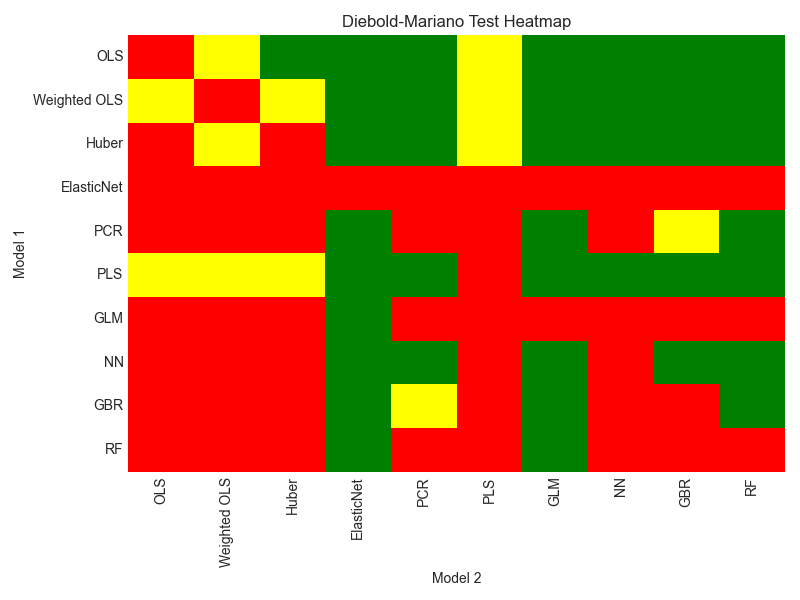 Diebold-Mariano Test Heatmap
OLS
Weighted OLS
Huber
ElasticNet
PCR
PLS
GLM
NN
GBR
RF
Model 1
OLS
Weighted OLS
Huber
ElasticNet
PCR
PLS
GLM
NN
GBR
RF
Model 2